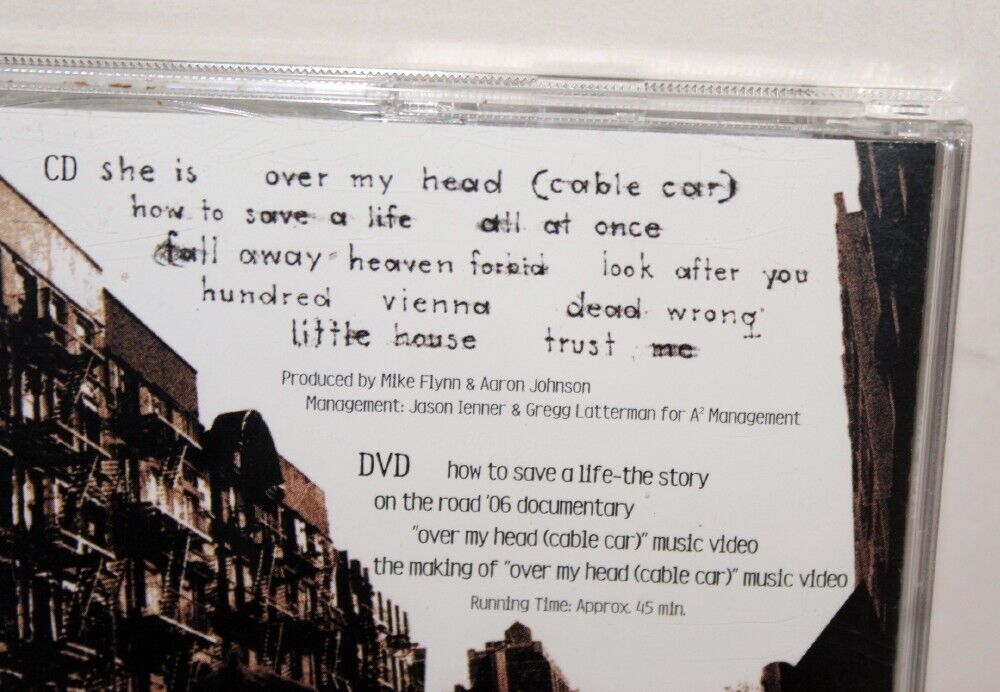 CD she is over my head (cable car)
how to save a life all at once
fall away heaven forbid look after you
hundred vienna dead wrong
little house trust me
Produced by Mike Flynn & Aaron Johnson
Management: Jason Ienner & Gregg Latterman for A² Management
DVD how to save a life-the story
on the road '06 documentary
"over my head (cable car)" music video
the making of "over my head (cable car)" music video
Running Time: Approx. 45 min.